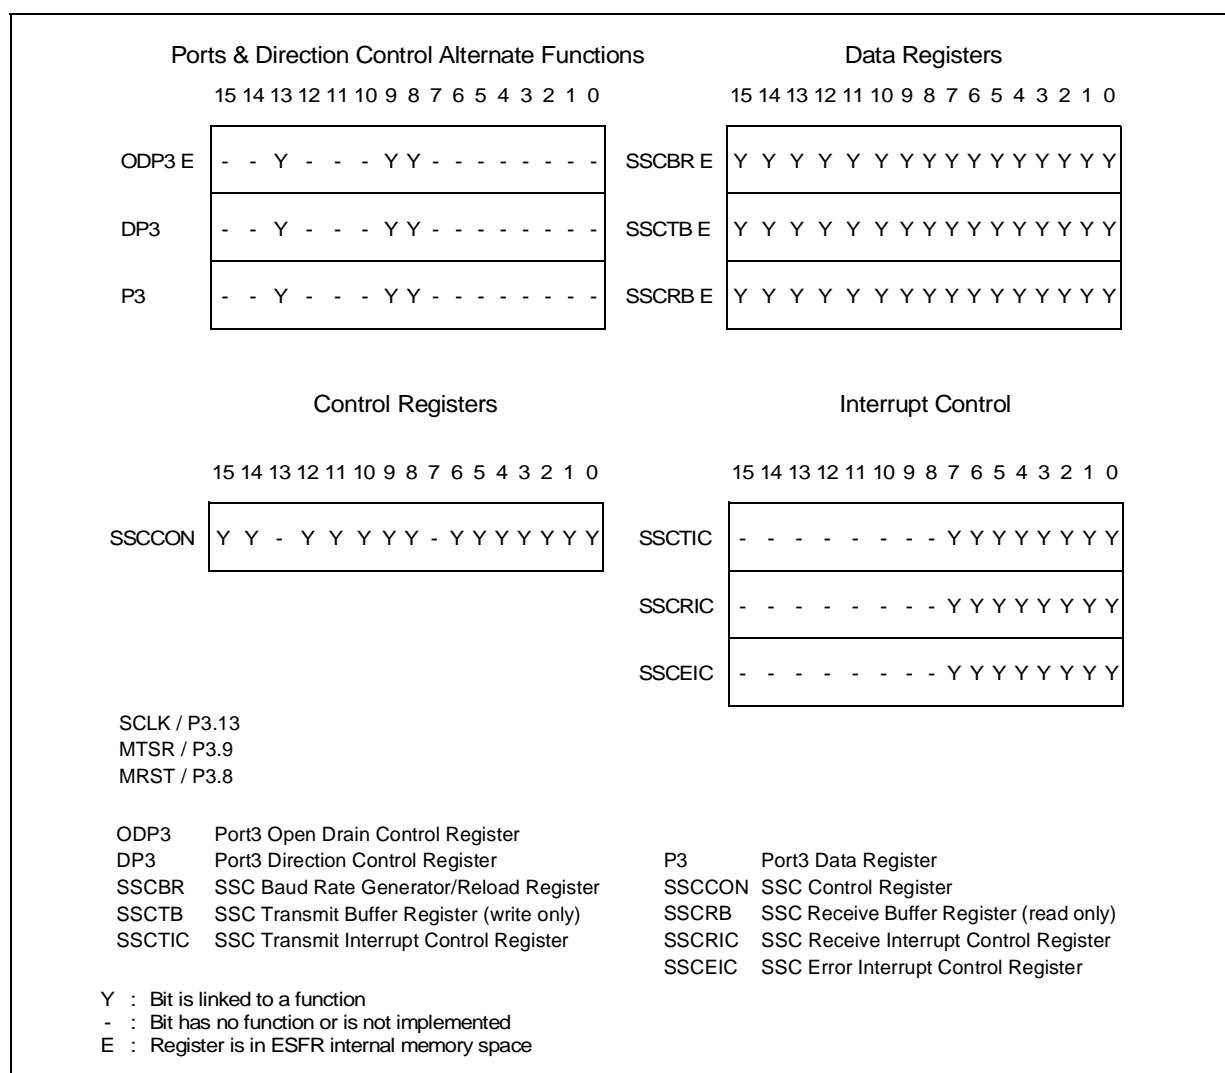 Ports & Direction Control Alternate Functions
15 14 13 12 11 10 9 8 7 6 5 4 3 2 1 0
ODP3 E - - Y - - - Y Y - - - - - - - -
DP3 - - Y - - - Y Y - - - - - - - -
P3 - - Y - - - Y Y - - - - - - - -
Data Registers
15 14 13 12 11 10 9 8 7 6 5 4 3 2 1 0
SSCBR E Y Y Y Y Y Y Y Y Y Y Y Y Y Y Y Y
SSCTB E Y Y Y Y Y Y Y Y Y Y Y Y Y Y Y Y
SSCRB E Y Y Y Y Y Y Y Y Y Y Y Y Y Y Y Y
Control Registers
15 14 13 12 11 10 9 8 7 6 5 4 3 2 1 0
SSCCON Y Y - Y Y Y Y Y - Y Y Y Y Y Y Y
Interrupt Control
15 14 13 12 11 10 9 8 7 6 5 4 3 2 1 0
SSCTIC - - - - - - - - Y Y Y Y Y Y Y Y
SSCRIC - - - - - - - - Y Y Y Y Y Y Y Y
SSCEIC - - - - - - - - Y Y Y Y Y Y Y Y
SCLK / P3.13
MTSR / P3.9
MRST / P3.8
ODP3 Port3 Open Drain Control Register
DP3 Port3 Direction Control Register
SSCBR SSC Baud Rate Generator/Reload Register
SSCTB SSC Transmit Buffer Register (write only)
SSCTIC SSC Transmit Interrupt Control Register
P3 Port3 Data Register
SSCCON SSC Control Register
SSCRB SSC Receive Buffer Register (read only)
SSCRIC SSC Receive Interrupt Control Register
SSCEIC SSC Error Interrupt Control Register
Y : Bit is linked to a function
- : Bit has no function or is not implemented
E : Register is in ESFR internal memory space